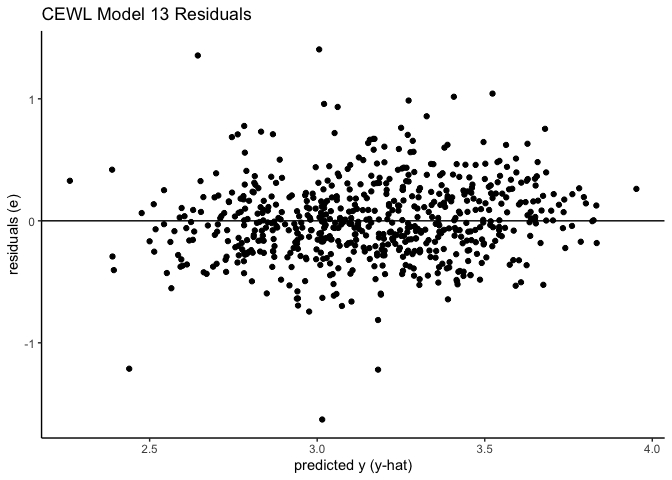 CEWL Model 13 Residuals
residuals (e)
1
0
-1
2.5 3.0 3.5 4.0
predicted y (y-hat)